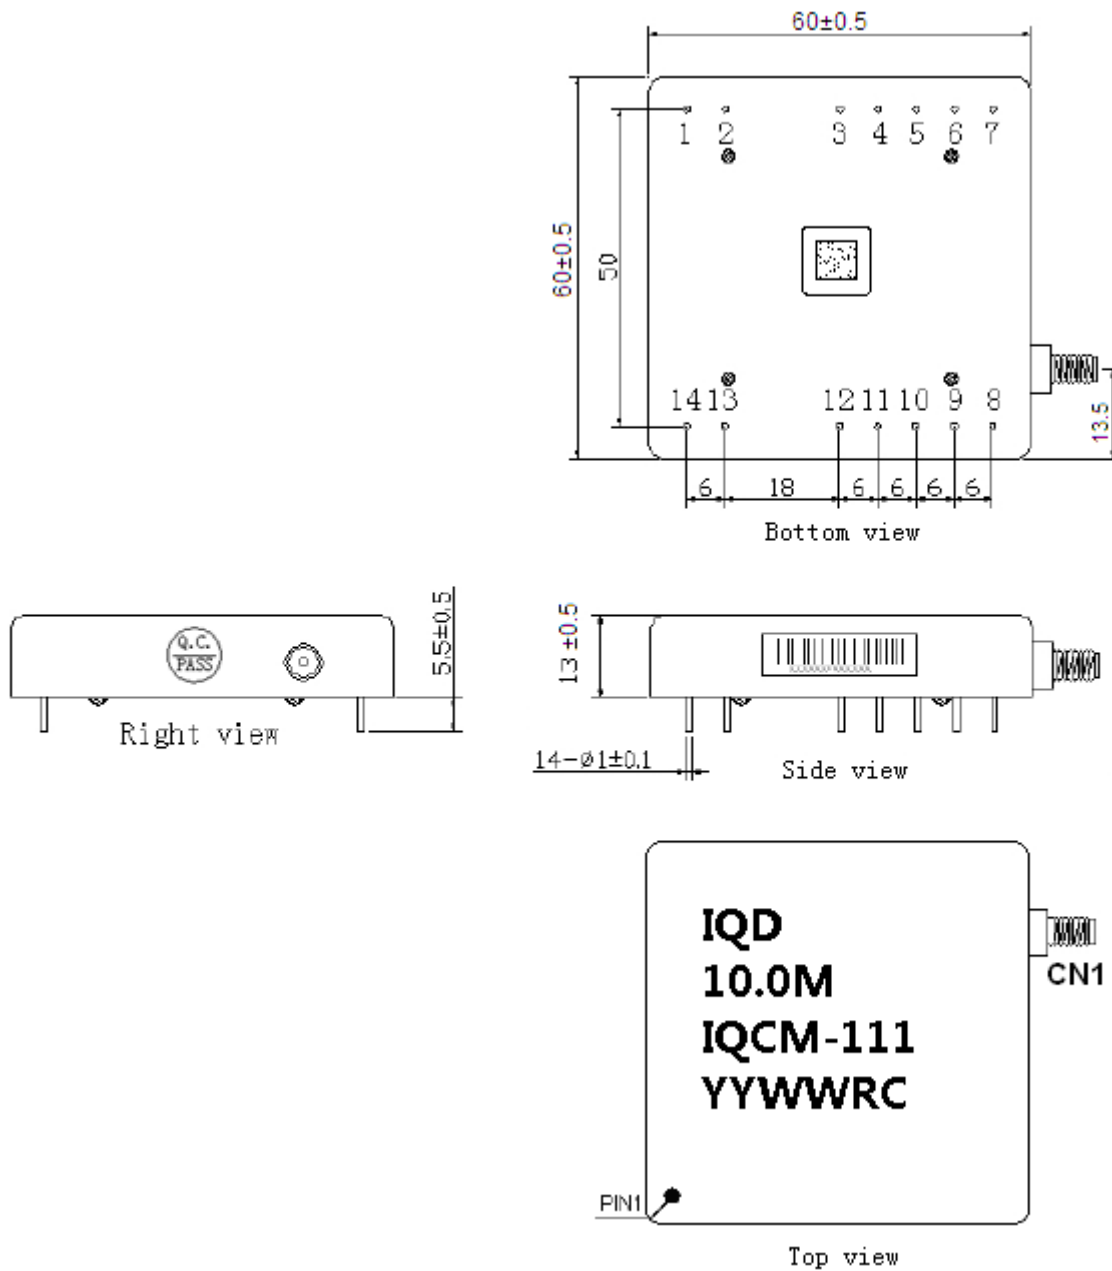 60±0.5
1 2 3 4 5 6 7
60±0.5
50
14 13 12 11 10 9 8
13.5
6 18 6 6 6 6
Bottom view
5.5±0.5
13±0.5
Q.C.
PASS
Right view
14-Ø1±0.1
Side view
IQD
10.0M
CN1
IQCM-111
YYWWRC
PIN1
Top view